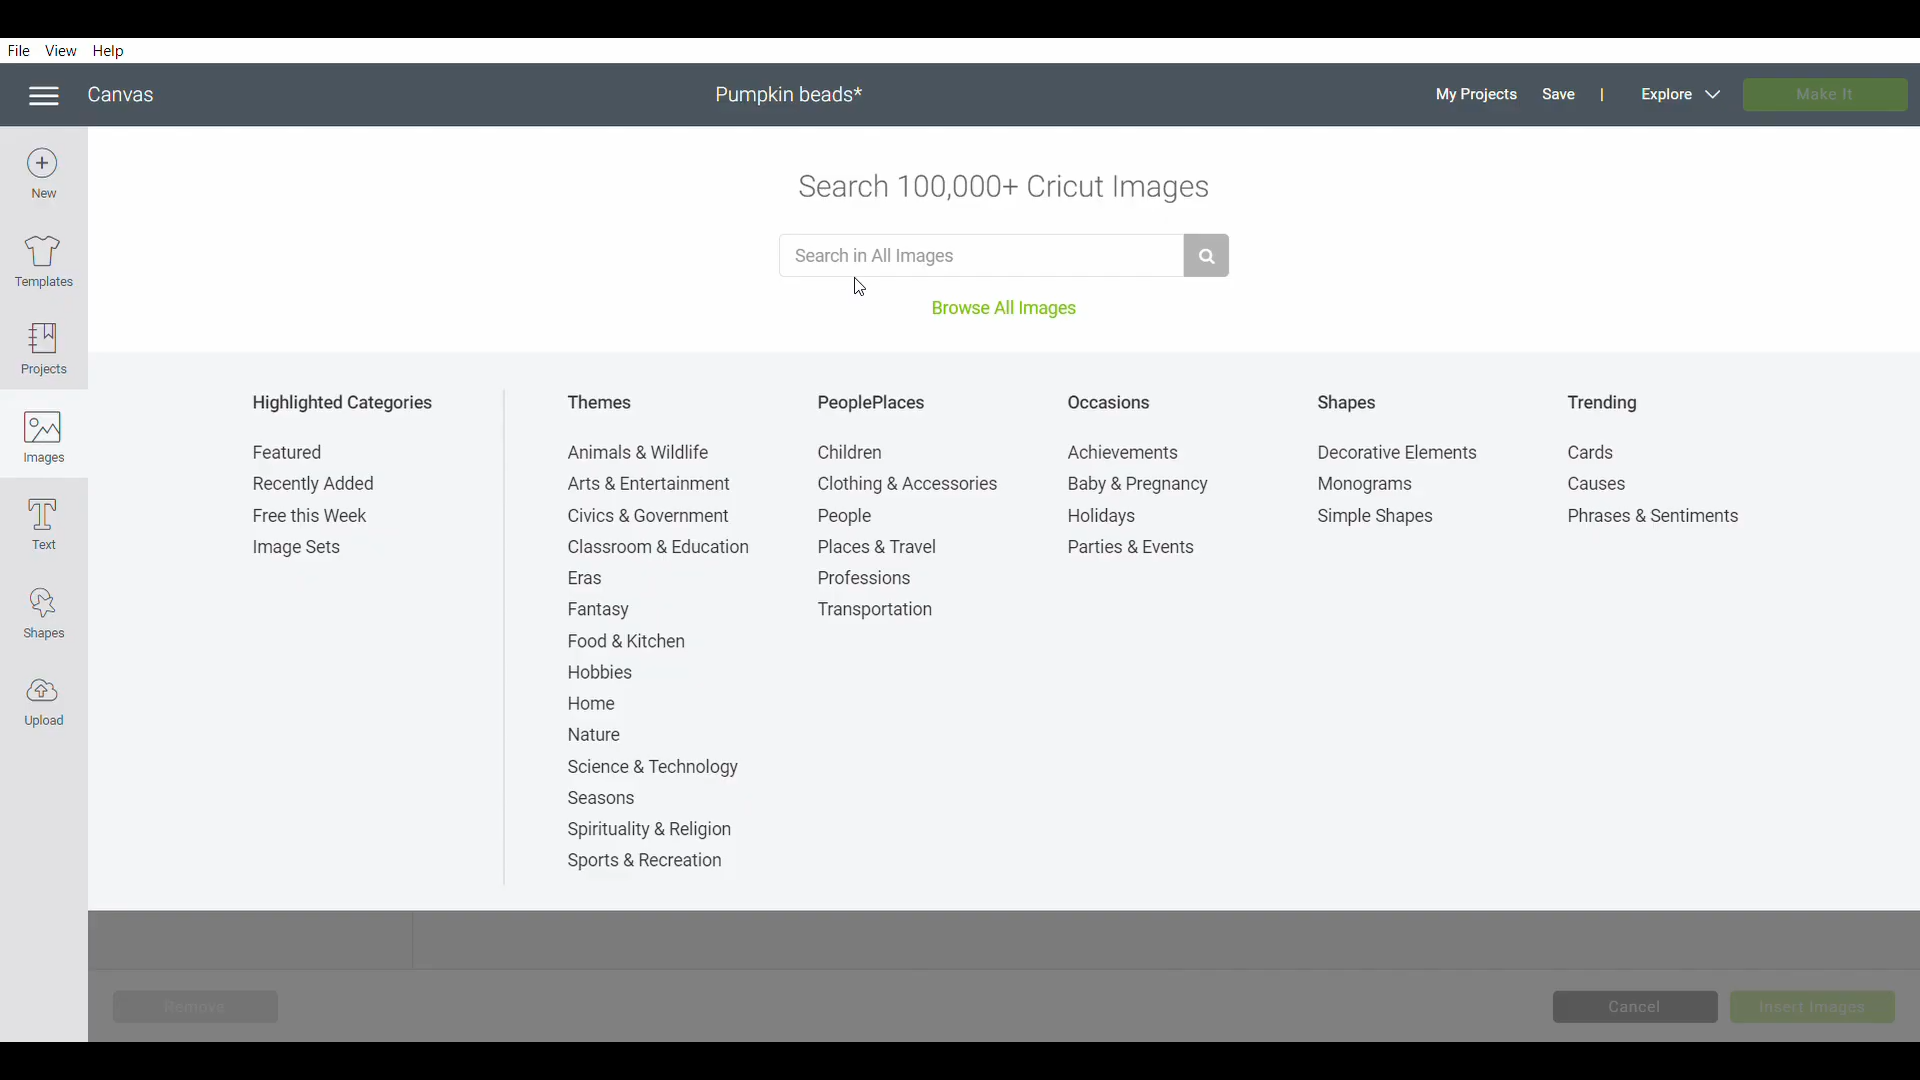 File View Help
Canvas
Pumpkin beads*
My Projects Save | Explore Make It
New
Templates
Projects
Images
Text
Shapes
Upload
Search 100,000+ Cricut Images
Search in All Images
Browse All Images
Highlighted Categories
Featured
Recently Added
Free this Week
Image Sets
Themes
Animals & Wildlife
Arts & Entertainment
Civics & Government
Classroom & Education
Eras
Fantasy
Food & Kitchen
Hobbies
Home
Nature
Science & Technology
Seasons
Spirituality & Religion
Sports & Recreation
PeoplePlaces
Children
Clothing & Accessories
People
Places & Travel
Professions
Transportation
Occasions
Achievements
Baby & Pregnancy
Holidays
Parties & Events
Shapes
Decorative Elements
Monograms
Simple Shapes
Trending
Cards
Causes
Phrases & Sentiments
Remove
Cancel
Insert Images